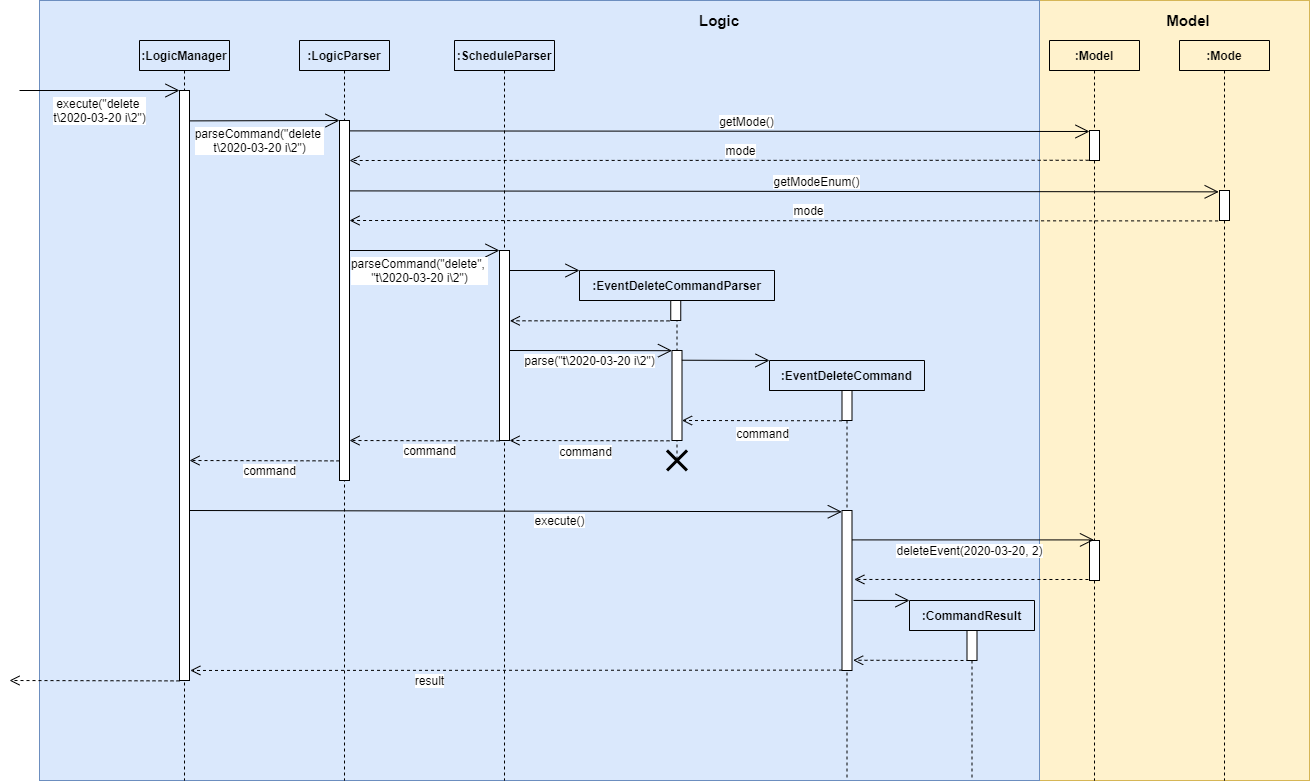 Logic
Model
:LogicManager
:LogicParser
:ScheduleParser
:Model
:Mode
execute("delete
t\2020-03-20 i\2")
parseCommand("delete
t\2020-03-20 i\2")
getMode()
mode
getModeEnum()
mode
parseCommand("delete",
"t\2020-03-20 i\2")
:EventDeleteCommandParser
parse("t\2020-03-20 i\2")
:EventDeleteCommand
command
command
command
command
execute()
deleteEvent(2020-03-20, 2)
:CommandResult
result